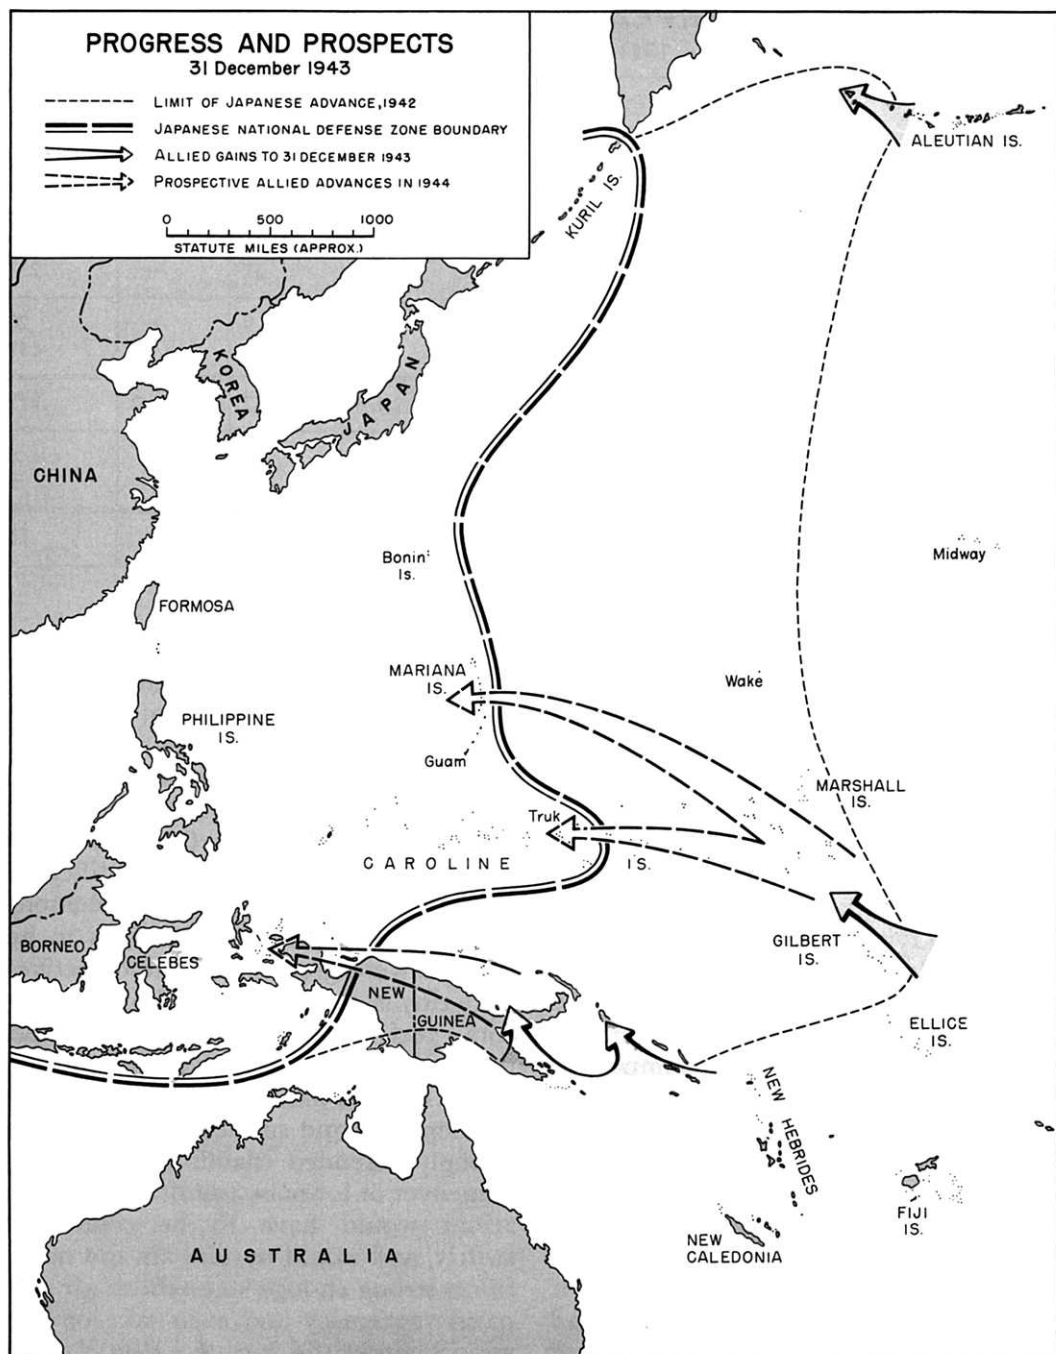 PROGRESS AND PROSPECTS
31 December 1943
LIMIT OF JAPANESE ADVANCE, 1942
JAPANESE NATIONAL DEFENSE ZONE BOUNDARY
ALLIED GAINS TO 31 DECEMBER 1943
PROSPECTIVE ALLIED ADVANCES IN 1944
0 500 1000
STATUTE MILES (APPROX.)
ALEUTIAN IS.
KURIL IS.
KOREA
JAPAN
CHINA
Bonin
Is.
Midway
FORMOSA
MARIANA
IS.
Wake
PHILIPPINE
IS.
Guam
MARSHALL
IS.
Truk
CAROLINE IS.
GILBERT
IS.
BORNEO
CELEBES
NEW
GUINEA
ELLICE
IS.
NEW HEBRIDES
FIJI
IS.
NEW
CALEDONIA
AUSTRALIA